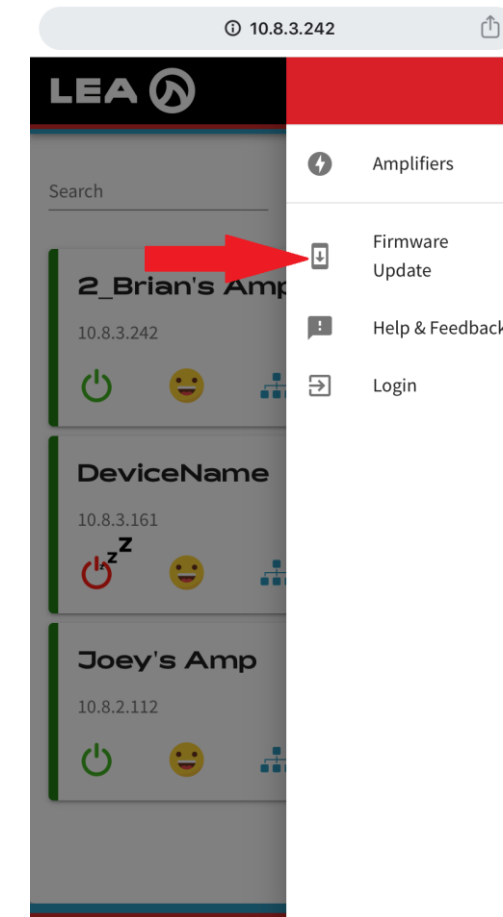 10.8.3.242
LEA
Search
2_Brian's Amp
10.8.3.242
DeviceName
10.8.3.161
z z Z
Joey's Amp
10.8.2.112
Amplifiers
Firmware
Update
Help & Feedback
Login